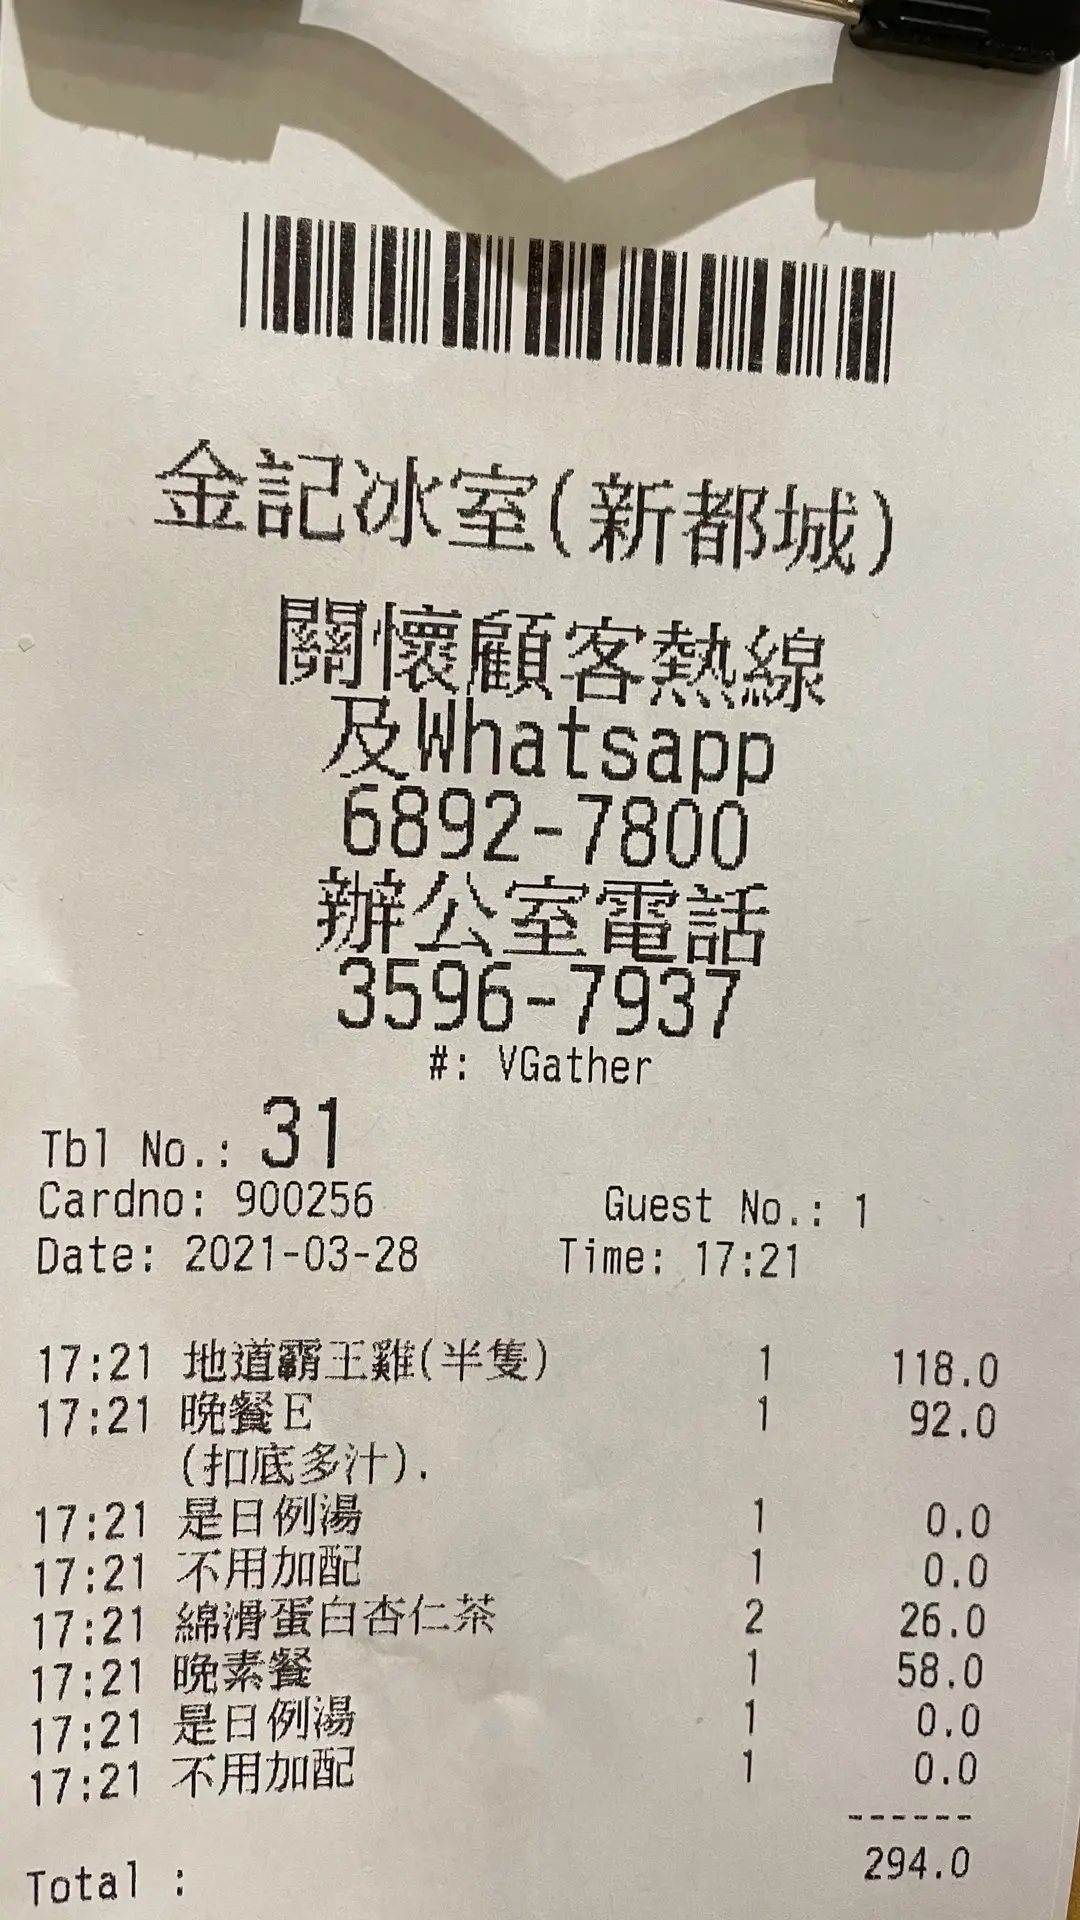 金記冰室(新都城)
關懷顧客熱線
及Whatsapp
6892-7800
辦公室電話
3596-7937
#: VGather
Tbl No.: 31
Cardno: 900256 Guest No.: 1
Date: 2021-03-28 Time: 17:21
17:21 地道霸王雞(半隻) 1 118.0
17:21 晚餐E 1 92.0
(扣底多汁).
17:21 是日例湯 1 0.0
17:21 不用加配 1 0.0
17:21 綿滑蛋白杏仁茶 2 26.0
17:21 晚素餐 1 58.0
17:21 是日例湯 1 0.0
17:21 不用加配 1 0.0
------
Total : 294.0